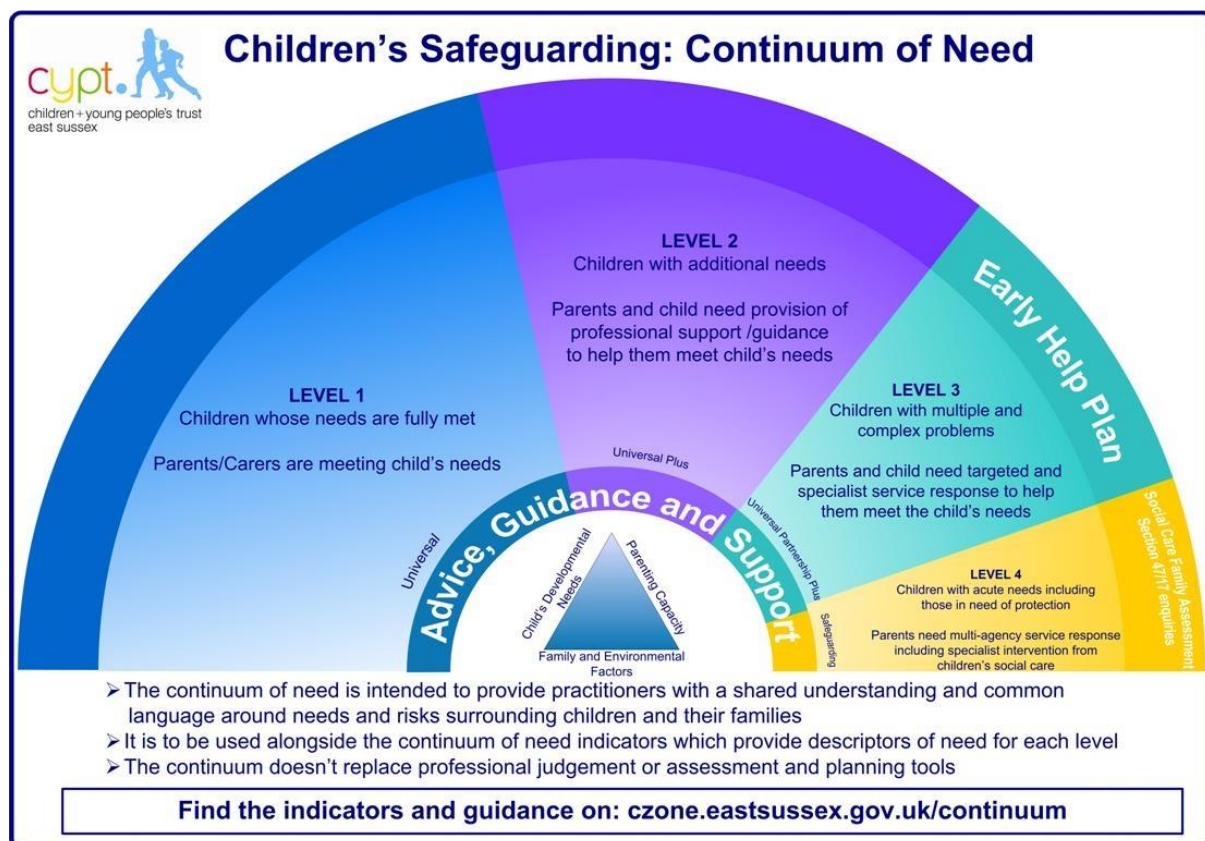 Children’s Safeguarding: Continuum of Need
cypt.
children+young people’s trust
east sussex
LEVEL 1
Children whose needs are fully met
Parents/Carers are meeting child’s needs
LEVEL 2
Children with additional needs
Parents and child need provision of
professional support /guidance
to help them meet child’s needs
Early Help Plan
LEVEL 3
Children with multiple and
complex problems
Parents and child need targeted and
specialist service response to help
them meet the child’s needs
Social Care Family Assessment
Section 47/17 enquiries
LEVEL 4
Children with acute needs including
those in need of protection
Parents need multi-agency service response
including specialist intervention from
children’s social care
Universal
Universal Plus
Universal Partnership Plus
Safeguarding
Advice, Guidance and Support
Child’s Developmental
Needs
Parenting Capacity
Family and Environmental
Factors
➢ The continuum of need is intended to provide practitioners with a shared understanding and common
language around needs and risks surrounding children and their families
➢ It is to be used alongside the continuum of need indicators which provide descriptors of need for each level
➢ The continuum doesn’t replace professional judgement or assessment and planning tools
Find the indicators and guidance on: czone.eastsussex.gov.uk/continuum